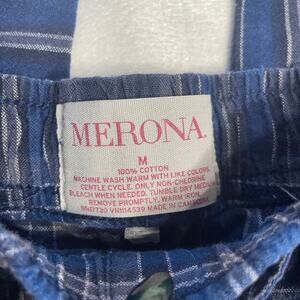 MERONA
M
100% COTTON
MACHINE WASH WARM WITH LIKE COLORS,
GENTLE CYCLE. ONLY NON-CHLORINE
BLEACH WHEN NEEDED. TUMBLE DRY MED
REMOVE PROMPTLY. WARM IRON.
MADE IN CAMBODIA